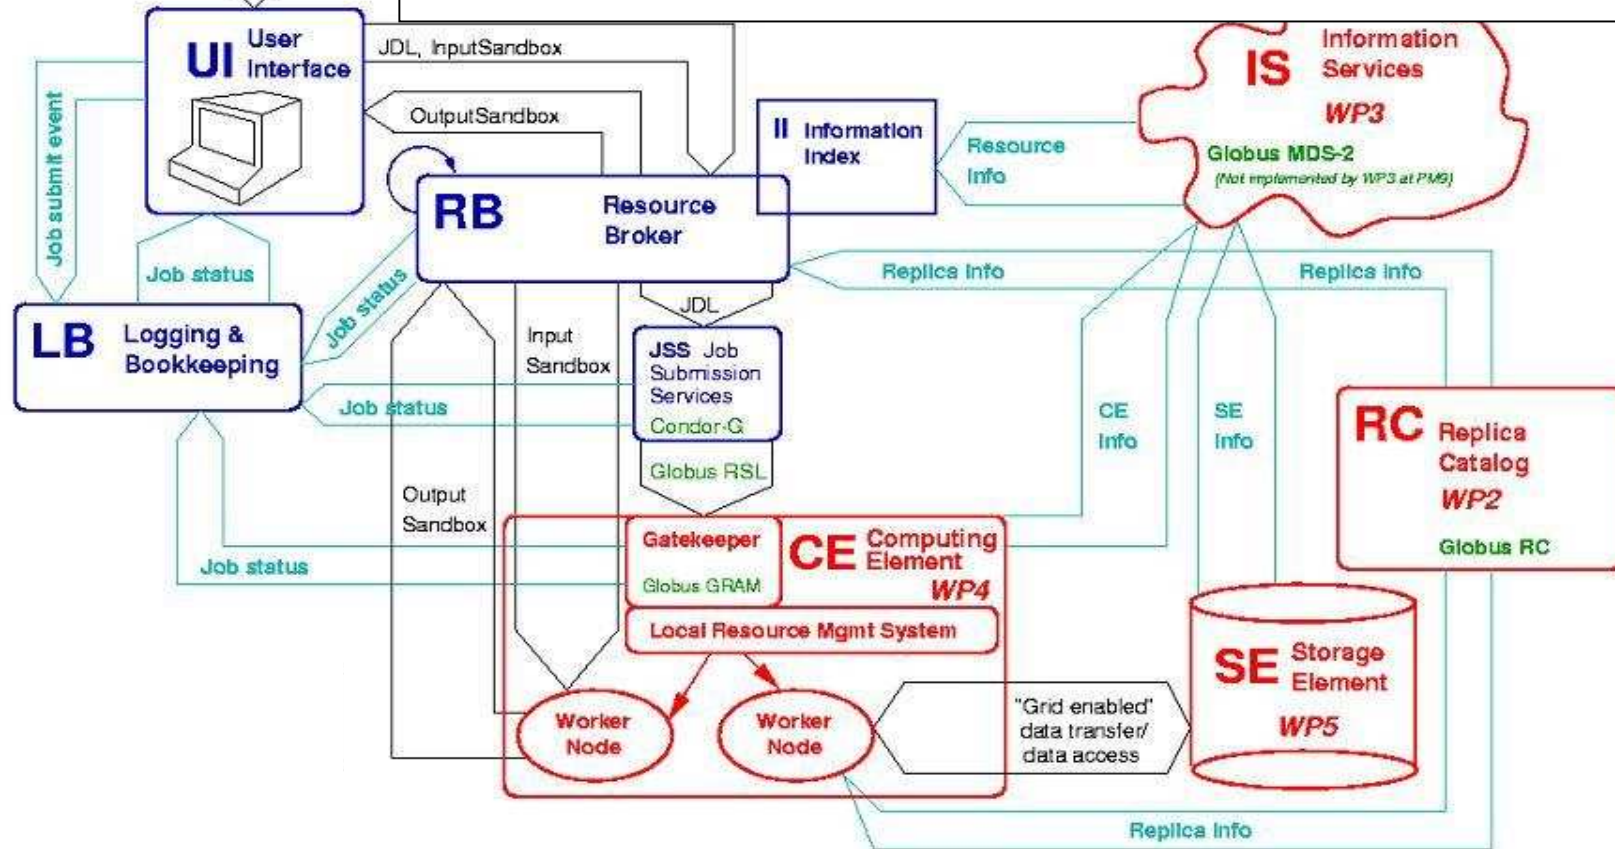 UI User
Interface
JDL, InputSandbox
OutputSandbox
Job submit event
II Information
Index
Resource
Info
IS Information
Services
WP3
Globus MDS-2
(Not implemented by WP3 at PM9)
RB Resource
Broker
Job status
Job status
Replica Info
Replica Info
JDL
LB Logging &
Bookkeeping
Input
Sandbox
JSS Job
Submission
Services
Condor-G
Job status
CE
Info
SE
Info
RC Replica
Catalog
WP2
Globus RC
Globus RSL
Output
Sandbox
Gatekeeper
Globus GRAM
CE Computing
Element
WP4
Job status
Local Resource Mgmt System
Worker
Node
Worker
Node
"Grid enabled"
data transfer/
data access
SE Storage
Element
WP5
Replica Info